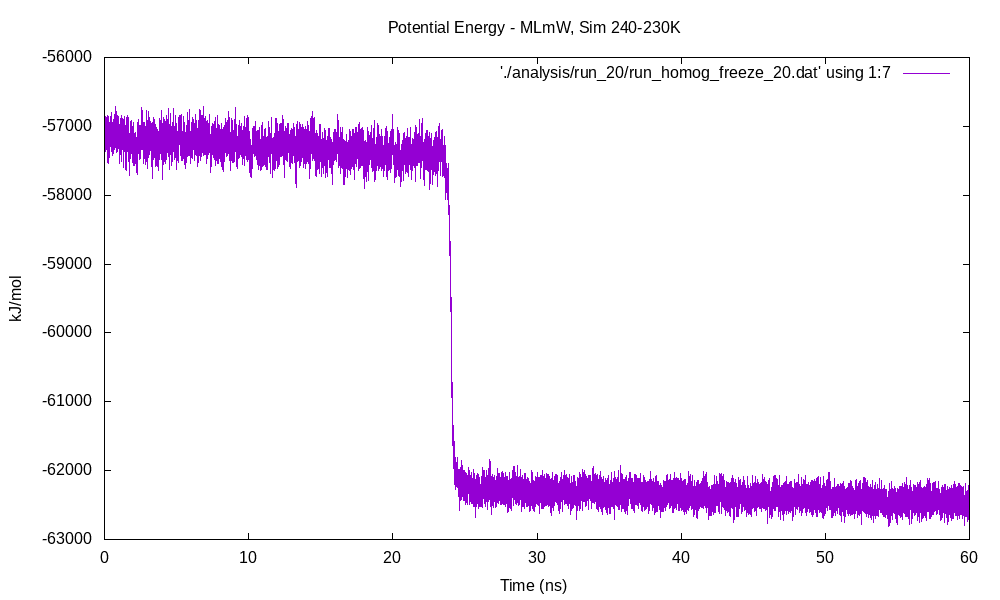 Potential Energy - MLmW, Sim 240-230K
'./analysis/run_20/run_homog_freeze_20.dat' using 1:7
-56000
-57000
-58000
-59000
-60000
-61000
-62000
-63000
kJ/mol
0 10 20 30 40 50 60
Time (ns)